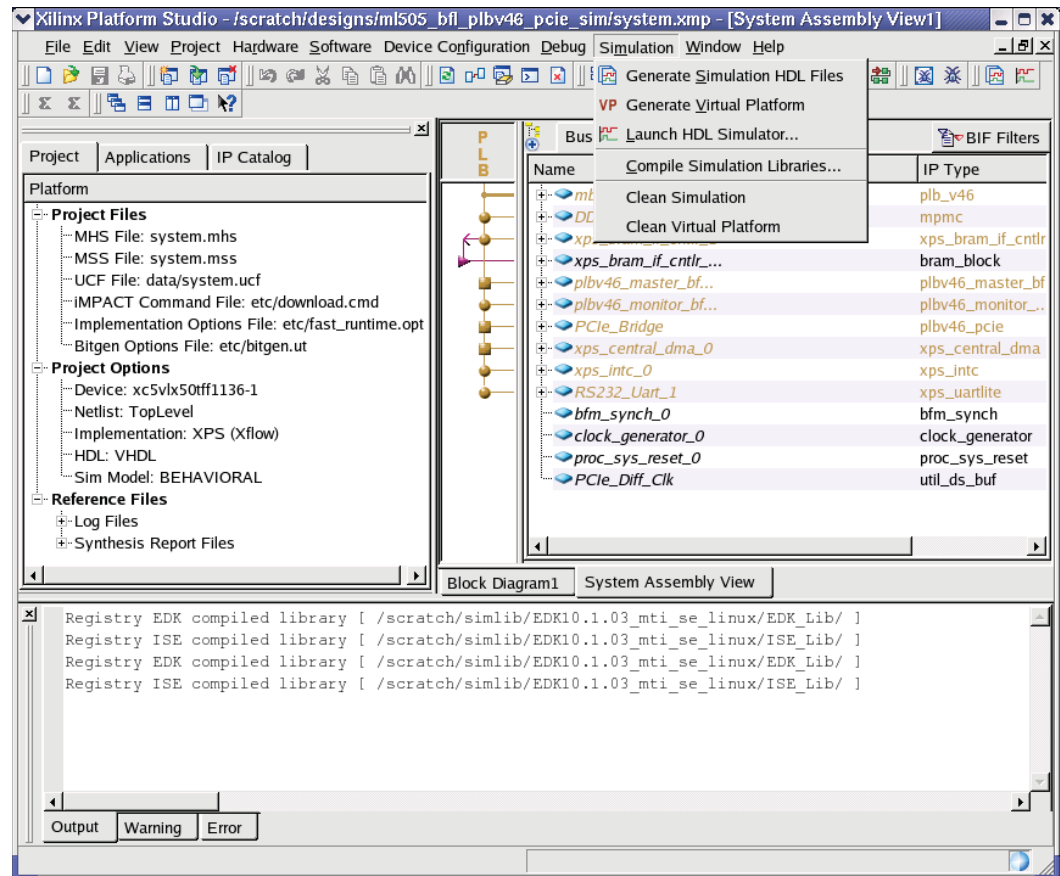 Xilinx Platform Studio - /scratch/designs/ml505_bfl_plbv46_pcie_sim/system.xmp - [System Assembly View1]
File Edit View Project Hardware Software Device Configuration Debug Simulation Window Help
Generate Simulation HDL Files
VP Generate Virtual Platform
Launch HDL Simulator...
Compile Simulation Libraries...
Clean Simulation
Clean Virtual Platform
Project Applications IP Catalog
Platform
Project Files
MHS File: system.mhs
MSS File: system.mss
UCF File: data/system.ucf
iMPACT Command File: etc/download.cmd
Implementation Options File: etc/fast_runtime.opt
Bitgen Options File: etc/bitgen.ut
Project Options
Device: xc5vlx50tff1136-1
Netlist: TopLevel
Implementation: XPS (Xflow)
HDL: VHDL
Sim Model: BEHAVIORAL
Reference Files
Log Files
Synthesis Report Files
P
L
B
Bus BIF Filters
Name IP Type
plb_v46
mpmc
xps_bram_if_cntlr
xps_bram_if_cntlr_... bram_block
plbv46_master_bf... plbv46_master_bf
plbv46_monitor_bf... plbv46_monitor_..
PCIe_Bridge plbv46_pcie
xps_central_dma_0 xps_central_dma
xps_intc_0 xps_intc
RS232_Uart_1 xps_uartlite
bfm_synch_0 bfm_synch
clock_generator_0 clock_generator
proc_sys_reset_0 proc_sys_reset
PCIe_Diff_Clk util_ds_buf
Block Diagram1 System Assembly View
Registry EDK compiled library [ /scratch/simlib/EDK10.1.03_mti_se_linux/EDK_Lib/ ]
Registry ISE compiled library [ /scratch/simlib/EDK10.1.03_mti_se_linux/ISE_Lib/ ]
Registry EDK compiled library [ /scratch/simlib/EDK10.1.03_mti_se_linux/EDK_Lib/ ]
Registry ISE compiled library [ /scratch/simlib/EDK10.1.03_mti_se_linux/ISE_Lib/ ]
Output Warning Error